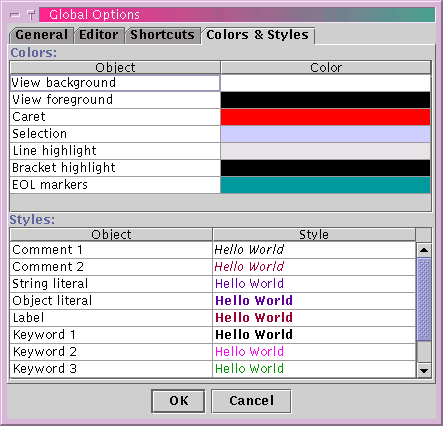 Global Options
General Editor Shortcuts Colors & Styles
Colors:
Object Color
View background
View foreground
Caret
Selection
Line highlight
Bracket highlight
EOL markers
Styles:
Object Style
Comment 1 Hello World
Comment 2 Hello World
String literal Hello World
Object literal Hello World
Label Hello World
Keyword 1 Hello World
Keyword 2 Hello World
Keyword 3 Hello World
OK Cancel